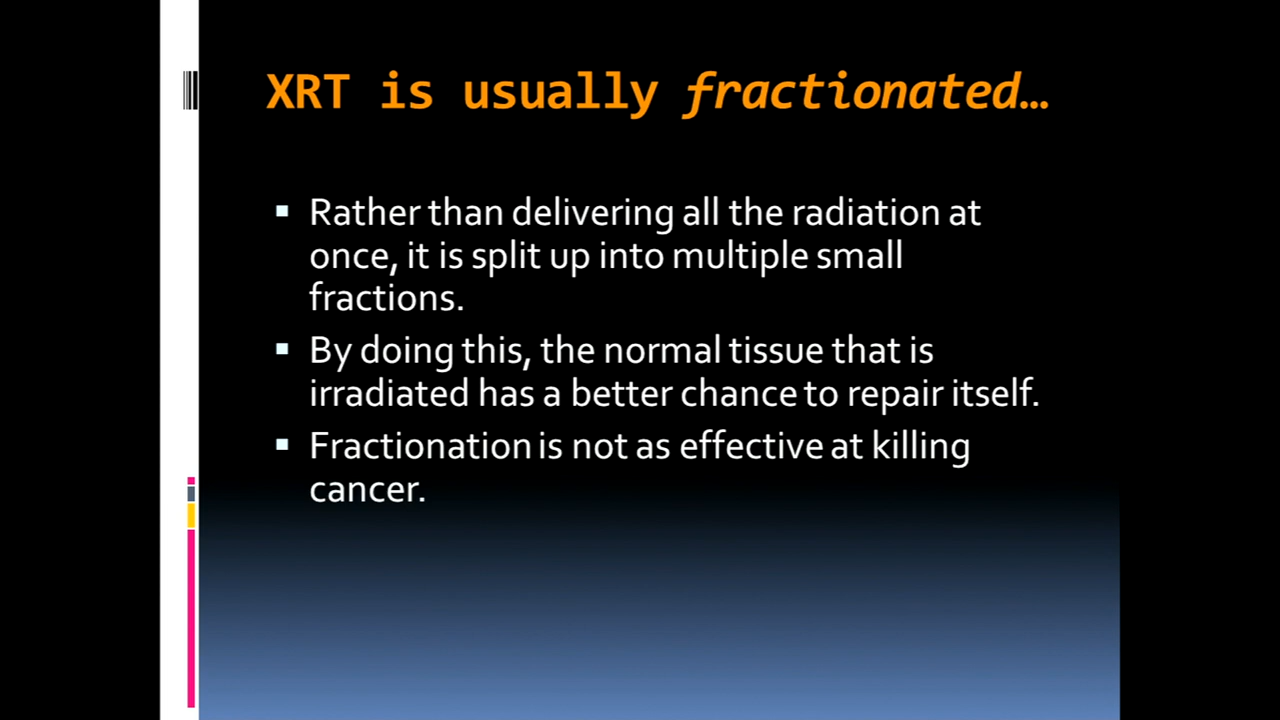 XRT is usually fractionated…
Rather than delivering all the radiation at
once, it is split up into multiple small
fractions.
By doing this, the normal tissue that is
irradiated has a better chance to repair itself.
Fractionation is not as effective at killing
cancer.